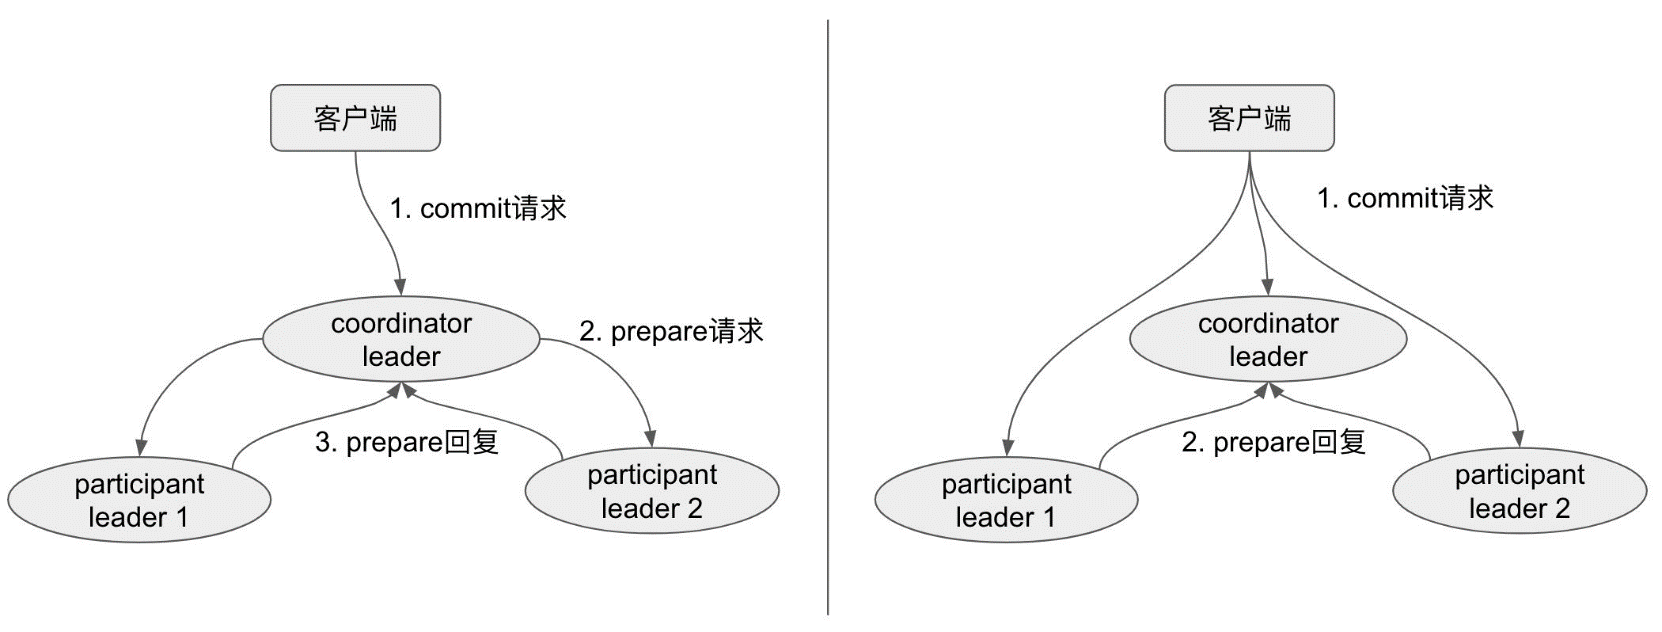 客户端
1. commit请求
coordinator
leader
2. prepare请求
3. prepare回复
participant
leader 1
participant
leader 2
客户端
1. commit请求
coordinator
leader
2. prepare回复
participant
leader 1
participant
leader 2